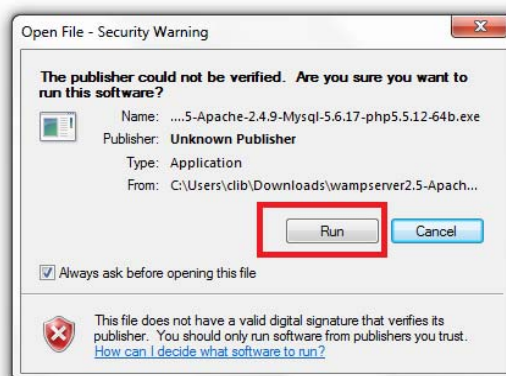 Open File - Security Warning
The publisher could not be verified. Are you sure you want to
run this software?
Name: ....5-Apache-2.4.9-Mysql-5.6.17-php5.5.12-64b.exe
Publisher: Unknown Publisher
Type: Application
From: C:\Users\clib\Downloads\wampserver2.5-Apach...
Run Cancel
Always ask before opening this file
This file does not have a valid digital signature that verifies its
publisher. You should only run software from publishers you trust.
How can I decide what software to run?